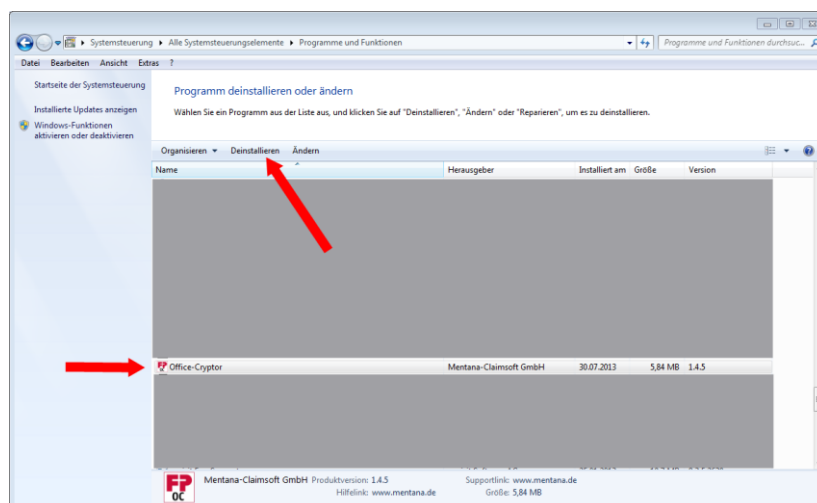 Systemsteuerung ▸ Alle Systemsteuerungselemente ▸ Programme und Funktionen
Programme und Funktionen durchsuc...
Datei Bearbeiten Ansicht Extras ?
Startseite der Systemsteuerung
Installierte Updates anzeigen
Windows-Funktionen
aktivieren oder deaktivieren
Programm deinstallieren oder ändern
Wählen Sie ein Programm aus der Liste aus, und klicken Sie auf "Deinstallieren", "Ändern" oder "Reparieren", um es zu deinstallieren.
Organisieren Deinstallieren Ändern
Name Herausgeber Installiert am Größe Version
FP Office-Cryptor Mentana-Claimsoft GmbH 30.07.2013 5,84 MB 1.4.5
FP
OC
Mentana-Claimsoft GmbH Produktversion: 1.4.5 Supportlink: www.mentana.de
Hilfelink: www.mentana.de Größe: 5,84 MB